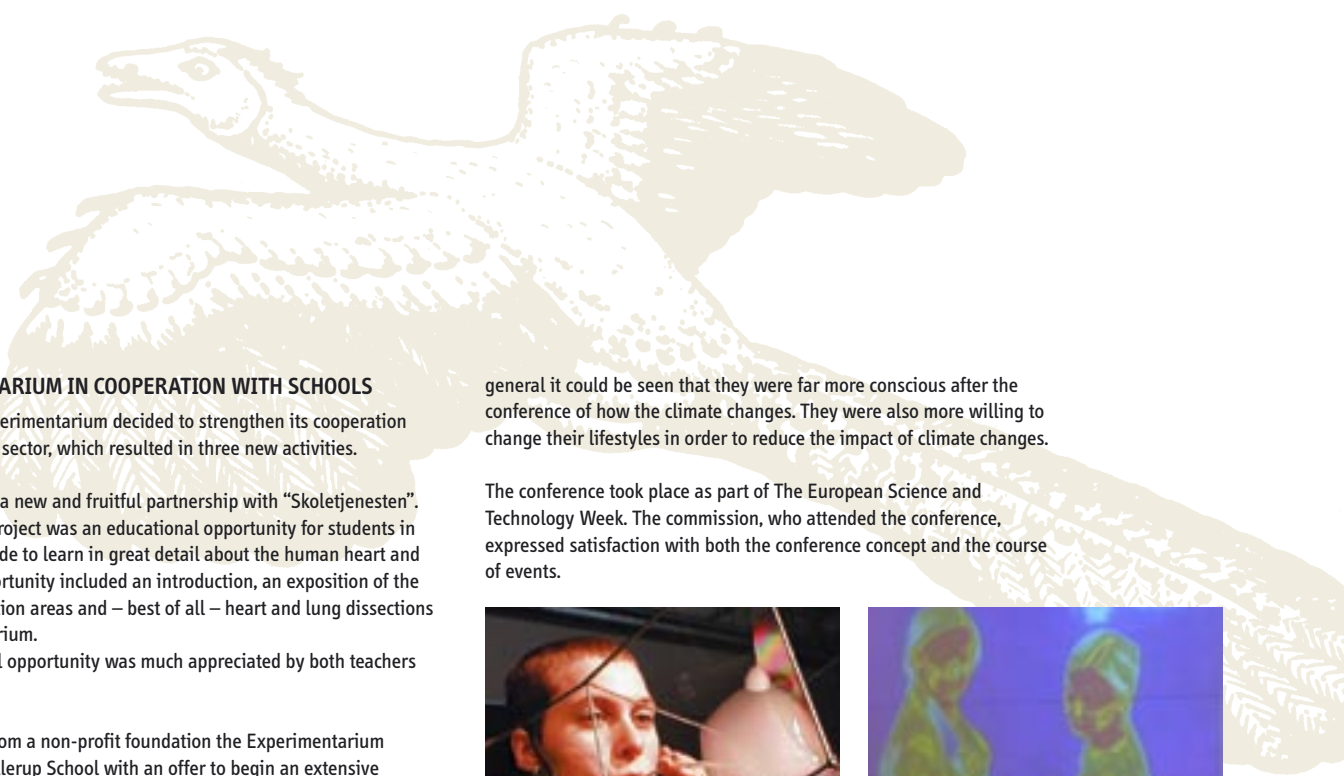 ARIUM IN COOPERATION WITH SCHOOLS
erimentarium decided to strengthen its cooperation
sector, which resulted in three new activities.
a new and fruitful partnership with “Skoletjenesten”.
roject was an educational opportunity for students in
de to learn in great detail about the human heart and
ortunity included an introduction, an exposition of the
ion areas and – best of all – heart and lung dissections
rium.
l opportunity was much appreciated by both teachers
om a non-profit foundation the Experimentarium
llerup School with an offer to begin an extensive
general it could be seen that they were far more conscious after the
conference of how the climate changes. They were also more willing to
change their lifestyles in order to reduce the impact of climate changes.
The conference took place as part of The European Science and
Technology Week. The commission, who attended the conference,
expressed satisfaction with both the conference concept and the course
of events.